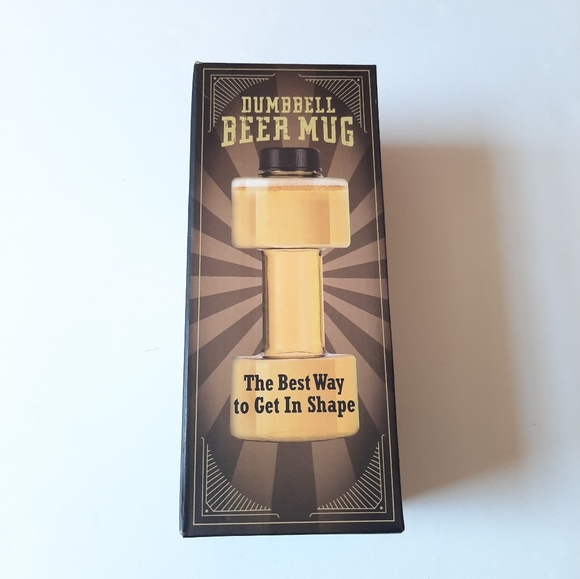 DUMBBELL
BEER MUG
The Best Way
to Get In Shape